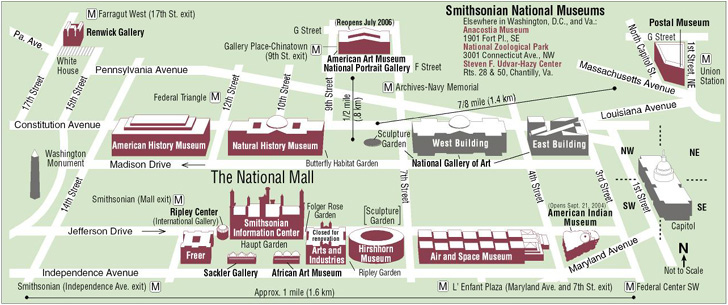 Smithsonian National Museums
Elsewhere in Washington, D.C., and Va.:
Anacostia Museum
1901 Fort Pl., SE
National Zoological Park
3001 Connecticut Ave., NW
Steven F. Udvar-Hazy Center
Rts. 28 & 50, Chantilly, Va.
Postal Museum
G Street
North Capitol St.
1st Street, NE
M
Union
Station
Massachusetts Avenue
M Farragut West (17th St. exit)
Renwick Gallery
Pa. Ave.
White
House
17th Street
15th Street
Pennsylvania Avenue
(Reopens July 2006)
G Street
Gallery Place-Chinatown M
(9th St. exit)
American Art Museum
National Portrait Gallery
F Street
M Archives-Navy Memorial
Federal Triangle M
12th Street
10th Street
9th Street
1/2 mile
(.8 km)
7/8 mile (1.4 km)
Louisiana Avenue
Constitution Avenue
American History Museum
Natural History Museum
Sculpture
Garden
West Building
East Building
National Gallery of Art
Butterfly Habitat Garden
Madison Drive
Washington
Monument
14th Street
7th Street
4th Street
3rd Street
1st Street
NW
NE
SW
SE
Capitol
The National Mall
Smithsonian (Mall exit) M
Ripley Center
(International Gallery)
Smithsonian
Information Center
Haupt Garden
Folger Rose
Garden
Closed for
renovation
Arts and
Industries
[Sculpture
Garden]
Hirshhorn
Museum
Ripley Garden
Air and Space Museum
(Opens Sept. 21, 2004)
American Indian
Museum
Maryland Avenue
Jefferson Drive
Freer
Sackler Gallery
African Art Museum
Independence Avenue
N
Not to Scale
Smithsonian (Independence Ave. exit) M
Approx. 1 mile (1.6 km)
M L' Enfant Plaza (Maryland Ave. and 7th St. exit)
M Federal Center SW